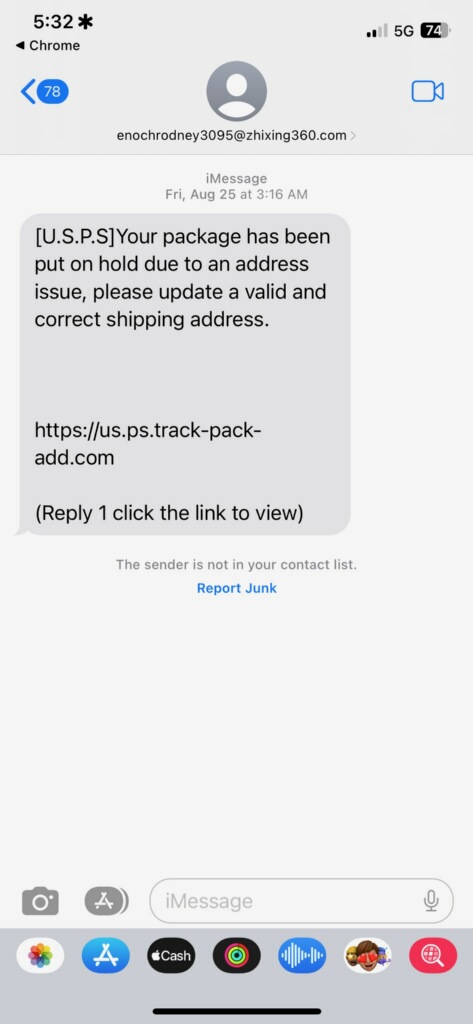 5:32 ✱
5G 74
◀ Chrome
78
enochrodney3095@zhixing360.com >
iMessage
Fri, Aug 25 at 3:16 AM
[U.S.P.S]Your package has been
put on hold due to an address
issue, please update a valid and
correct shipping address.
https://us.ps.track-pack-
add.com
(Reply 1 click the link to view)
The sender is not in your contact list.
Report Junk
iMessage
Cash